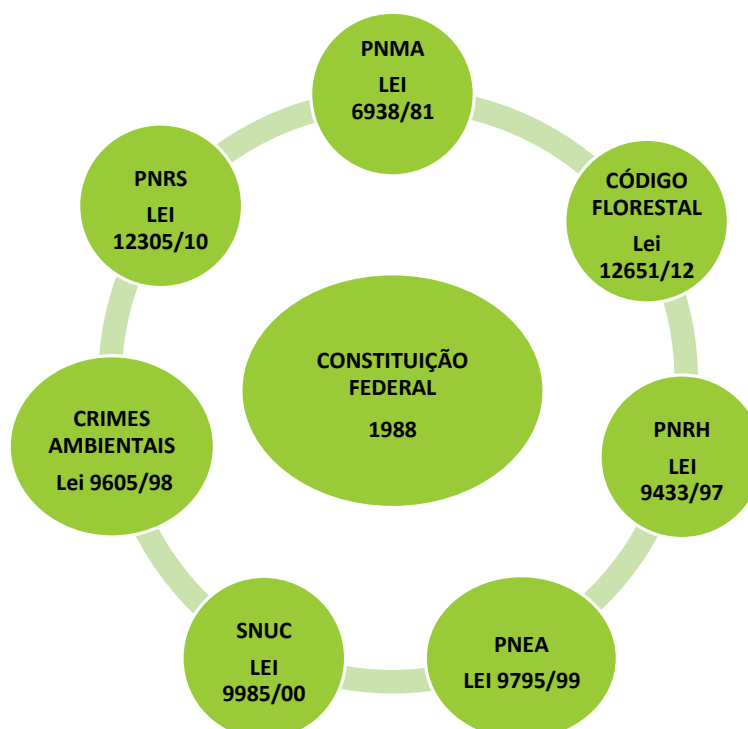 PNMA
LEI
6938/81
CÓDIGO
FLORESTAL
Lei
12651/12
PNRH
LEI
9433/97
PNEA
LEI 9795/99
SNUC
LEI
9985/00
CRIMES
AMBIENTAIS
Lei 9605/98
PNRS
LEI
12305/10
CONSTITUIÇÃO
FEDERAL
1988